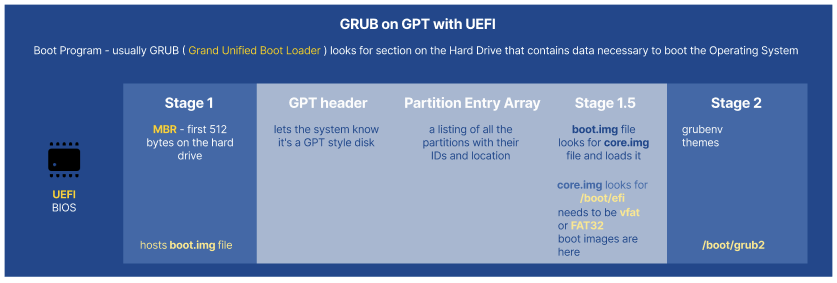 GRUB on GPT with UEFI
Boot Program - usually GRUB ( Grand Unified Boot Loader ) looks for section on the Hard Drive that contains data necessary to boot the Operating System
UEFI
BIOS
Stage 1
MBR - first 512
bytes on the hard
drive
hosts boot.img file
GPT header
lets the system know
it's a GPT style disk
Partition Entry Array
a listing of all the
partitions with their
IDs and location
Stage 1.5
boot.img file
looks for core.img
file and loads it
core.img looks for
/boot/efi
needs to be vfat
or FAT32
boot images are
here
Stage 2
grubenv
themes
/boot/grub2